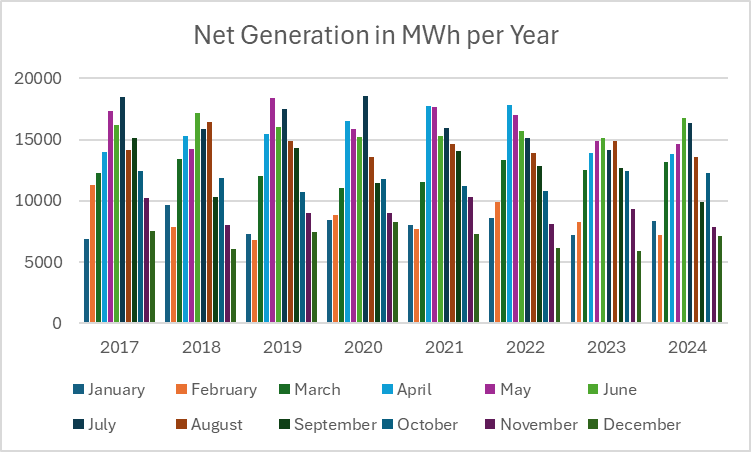 Net Generation in MWh per Year
20000
15000
10000
5000
0
2017 2018 2019 2020 2021 2022 2023 2024
January February March April May June
July August September October November December